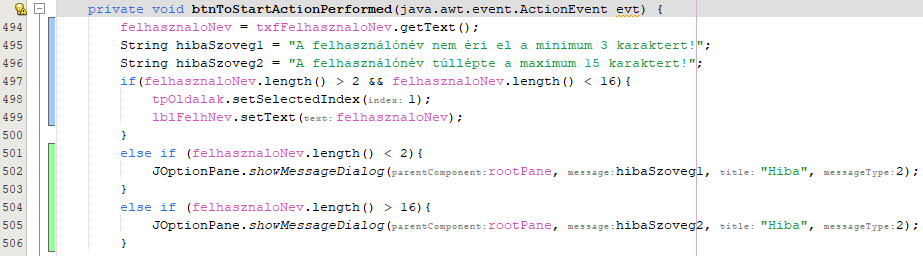 private void btnToStartActionPerformed(java.awt.event.ActionEvent evt) {
494 felhasznaloNev = txfFelhasznaloNev.getText();
495 String hibaSzoveg1 = "A felhasználónév nem éri el a minimum 3 karaktert!";
496 String hibaSzoveg2 = "A felhasználónév túllépte a maximum 15 karaktert!";
497 if(felhasznaloNev.length() > 2 && felhasznaloNev.length() < 16){
498 tpOldalak.setSelectedIndex(index: 1);
499 lblFelhNev.setText(text: felhasznaloNev);
500 }
501 else if (felhasznaloNev.length() < 2){
502 JOptionPane.showMessageDialog(parentComponent: rootPane, message: hibaSzoveg1, title: "Hiba", messageType: 2);
503 }
504 else if (felhasznaloNev.length() > 16){
505 JOptionPane.showMessageDialog(parentComponent: rootPane, message: hibaSzoveg2, title: "Hiba", messageType: 2);
506 }